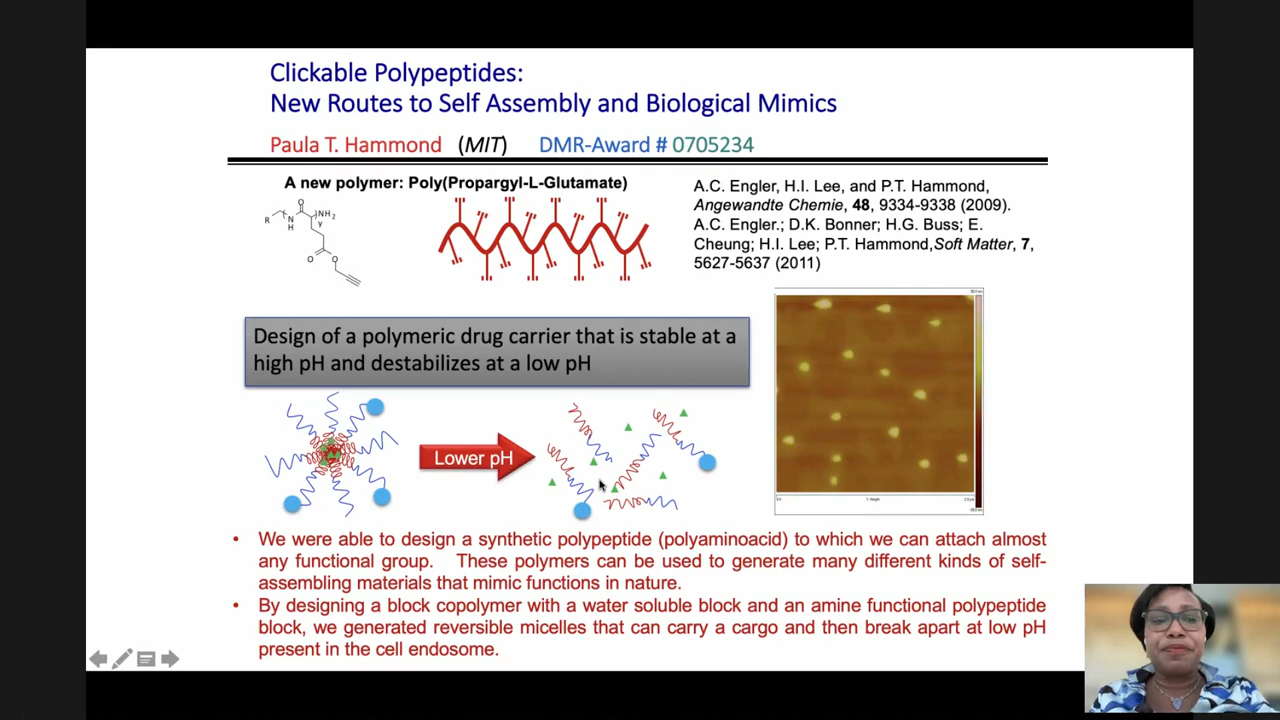 Clickable Polypeptides:
New Routes to Self Assembly and Biological Mimics
Paula T. Hammond (MIT) DMR-Award # 0705234
A new polymer: Poly(Propargyl-L-Glutamate)
R
N
H
O
NH2
y
O
O
A.C. Engler, H.I. Lee, and P.T. Hammond,
Angewandte Chemie, 48, 9334-9338 (2009).
A.C. Engler.; D.K. Bonner; H.G. Buss; E.
Cheung; H.I. Lee; P.T. Hammond,Soft Matter, 7,
5627-5637 (2011)
Design of a polymeric drug carrier that is stable at a
high pH and destabilizes at a low pH
Lower pH
We were able to design a synthetic polypeptide (polyaminoacid) to which we can attach almost
any functional group. These polymers can be used to generate many different kinds of self-
assembling materials that mimic functions in nature.
By designing a block copolymer with a water soluble block and an amine functional polypeptide
block, we generated reversible micelles that can carry a cargo and then break apart at low pH
present in the cell endosome.